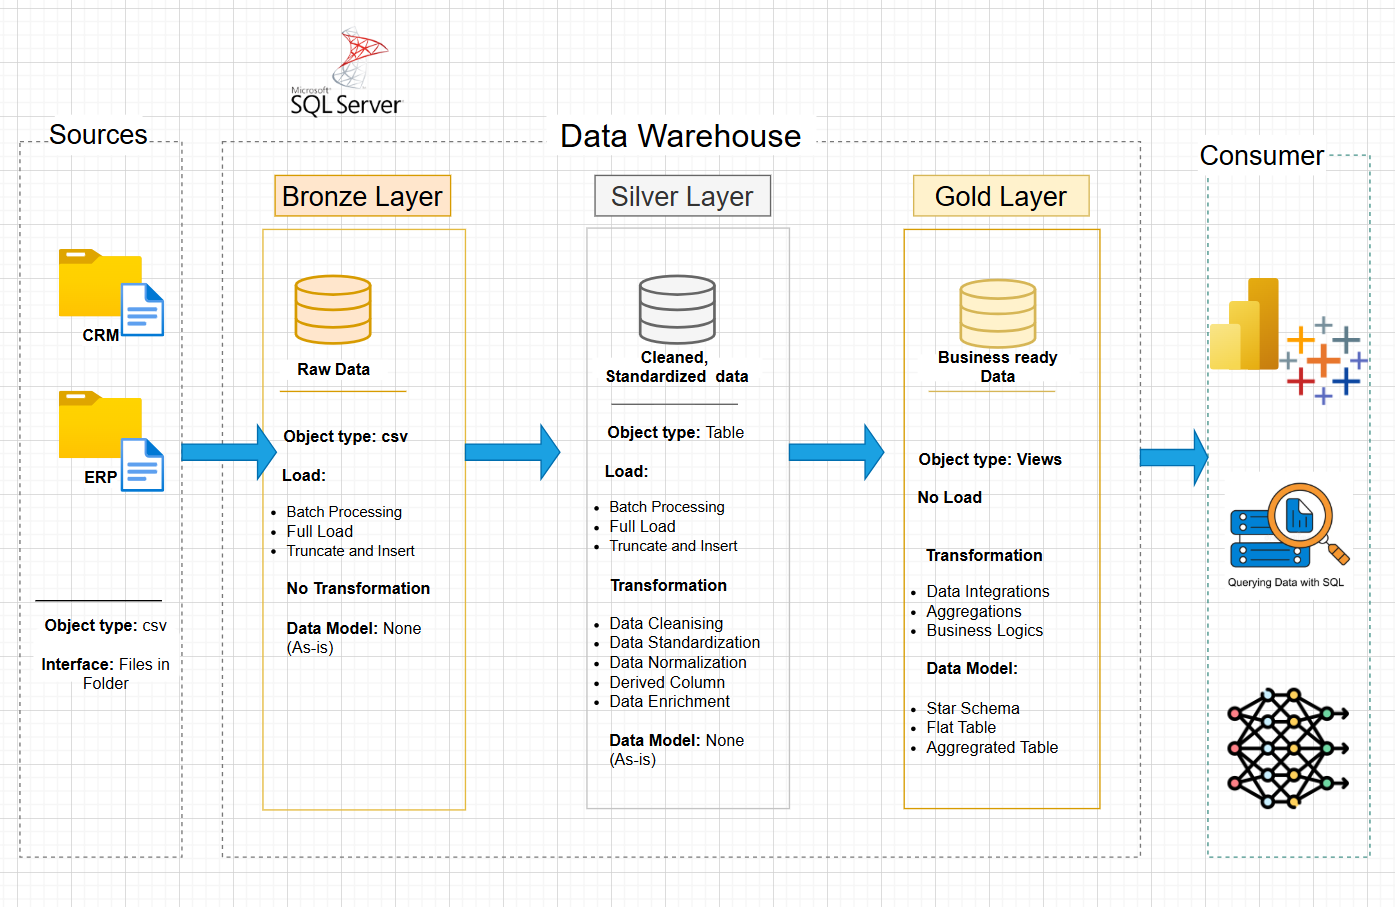 Microsoft
SQL Server
Sources
Data Warehouse
Consumer
Bronze Layer
Silver Layer
Gold Layer
CRM
ERP
Object type: csv
Interface: Files in
Folder
Raw Data
Object type: csv
Load:
Batch Processing
Full Load
Truncate and Insert
No Transformation
Data Model: None
(As-is)
Cleaned,
Standardized data
Object type: Table
Load:
Batch Processing
Full Load
Truncate and Insert
Transformation
Data Cleanising
Data Standardization
Data Normalization
Derived Column
Data Enrichment
Data Model: None
(As-is)
Business ready
Data
Object type: Views
No Load
Transformation
Data Integrations
Aggregations
Business Logics
Data Model:
Star Schema
Flat Table
Aggregrated Table
Querying Data with SQL